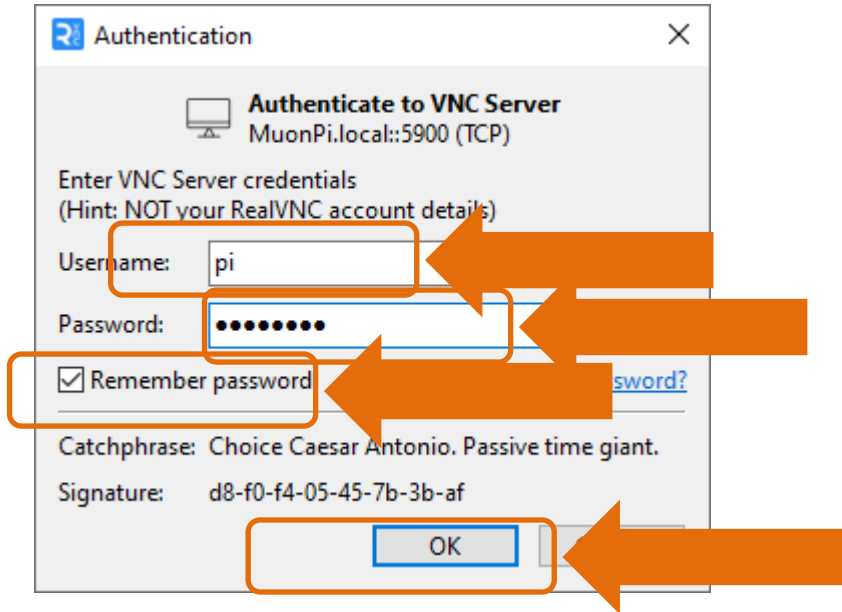 Authentication
Authenticate to VNC Server
MuonPi.local::5900 (TCP)
Enter VNC Server credentials
(Hint: NOT your RealVNC account details)
Username: pi
Password: ••••••••
Remember password
Catchphrase: Choice Caesar Antonio. Passive time giant.
Signature: d8-f0-f4-05-45-7b-3b-af
OK